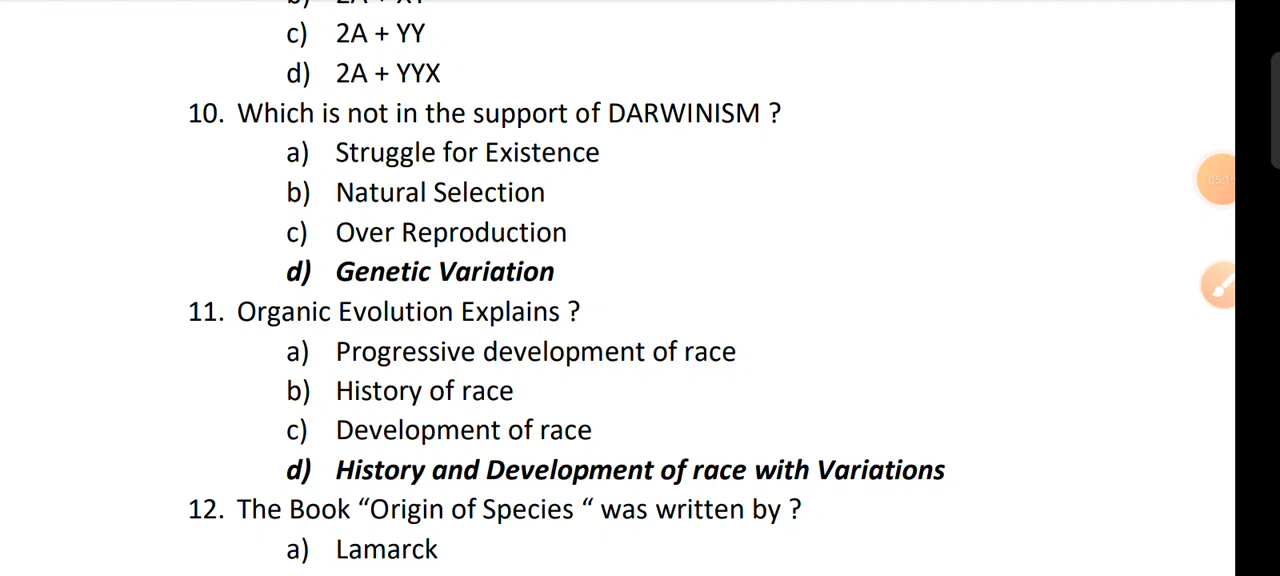 c) 2A + YY
d) 2A + YYX
10. Which is not in the support of DARWINISM ?
a) Struggle for Existence
b) Natural Selection
c) Over Reproduction
d) Genetic Variation
11. Organic Evolution Explains ?
a) Progressive development of race
b) History of race
c) Development of race
d) History and Development of race with Variations
12. The Book “Origin of Species “ was written by ?
a) Lamarck